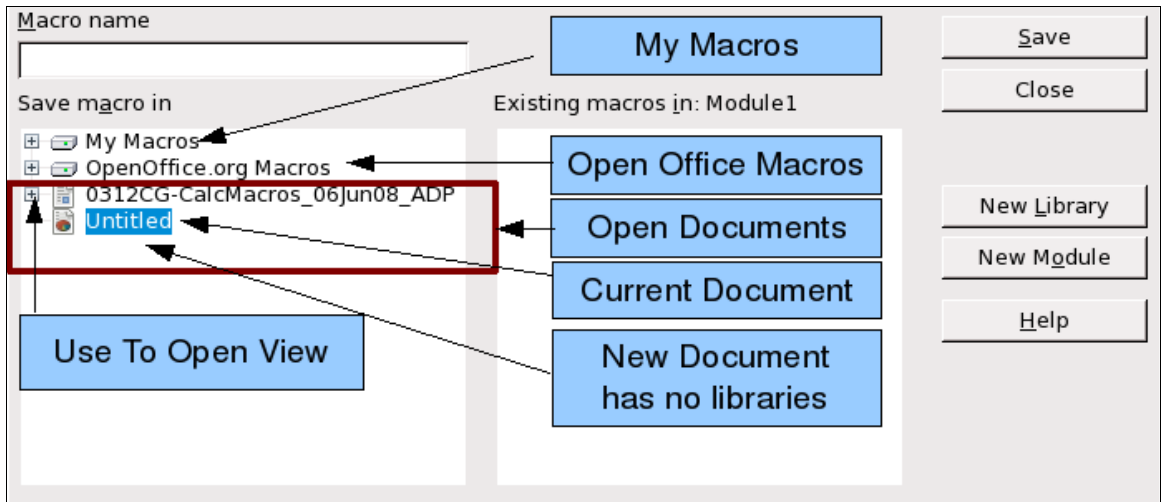 Macro name
My Macros
Save
Close
Save macro in
Existing macros in: Module1
My Macros
OpenOffice.org Macros
Open Office Macros
0312CG-CalcMacros_06Jun08_ADP
Untitled
Open Documents
New Library
New Module
Current Document
Help
Use To Open View
New Document
has no libraries